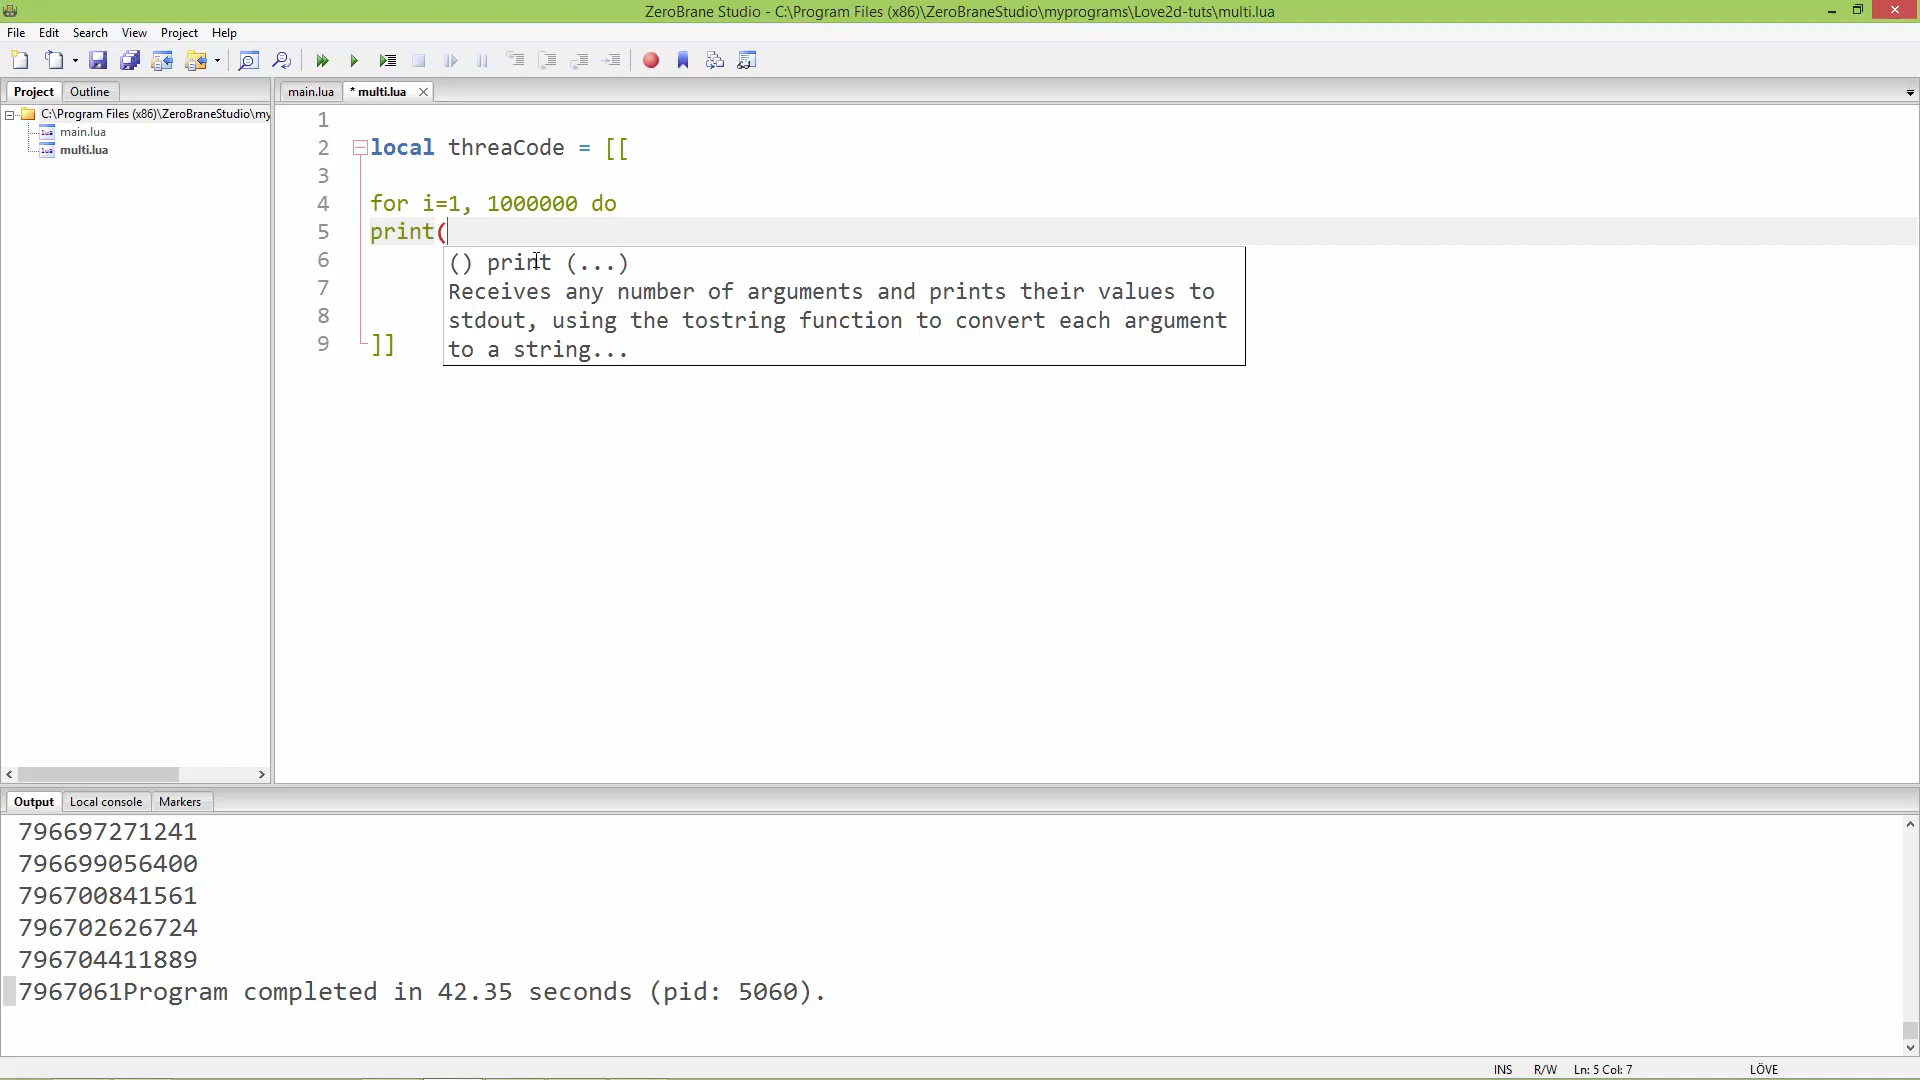 ZeroBrane Studio - C:\Program Files (x86)\ZeroBraneStudio\myprograms\Love2d-tuts\multi.lua
File Edit Search View Project Help
Project Outline
main.lua * multi.lua
C:\Program Files (x86)\ZeroBraneStudio\my
main.lua
multi.lua
1
2 local threaCode = [[
3
4 for i=1, 1000000 do
5 print(
6 () print (...)
7 Receives any number of arguments and prints their values to
8 stdout, using the tostring function to convert each argument
9 ]] to a string...
Output Local console Markers
796697271241
796699056400
796700841561
796702626724
796704411889
7967061Program completed in 42.35 seconds (pid: 5060).
INS R/W Ln: 5 Col: 7 LÖVE